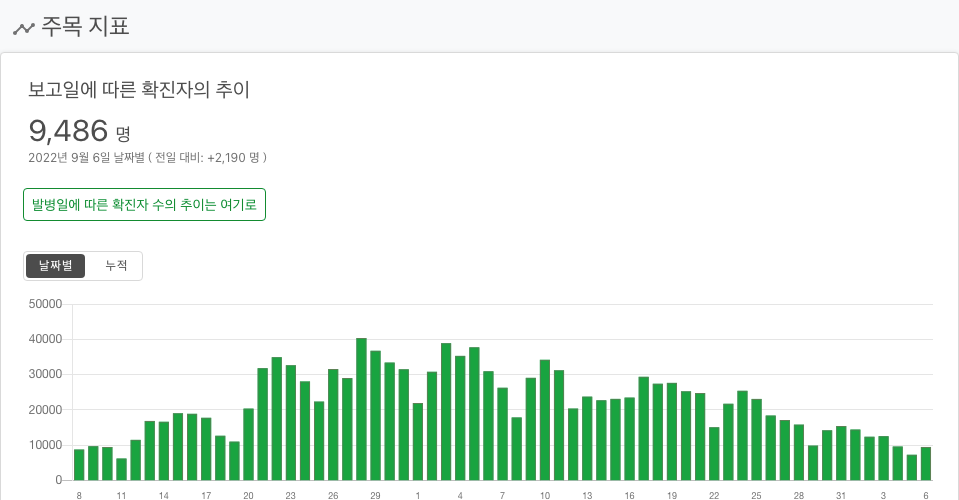 주목 지표
보고일에 따른 확진자의 추이
9,486 명
2022년 9월 6일 날짜별 ( 전일 대비: +2,190 명 )
발병일에 따른 확진자 수의 추이는 여기로
날짜별 누적
50000
40000
30000
20000
10000
0
8 11 14 17 20 23 26 29 1 4 7 10 13 16 19 22 25 28 31 3 6